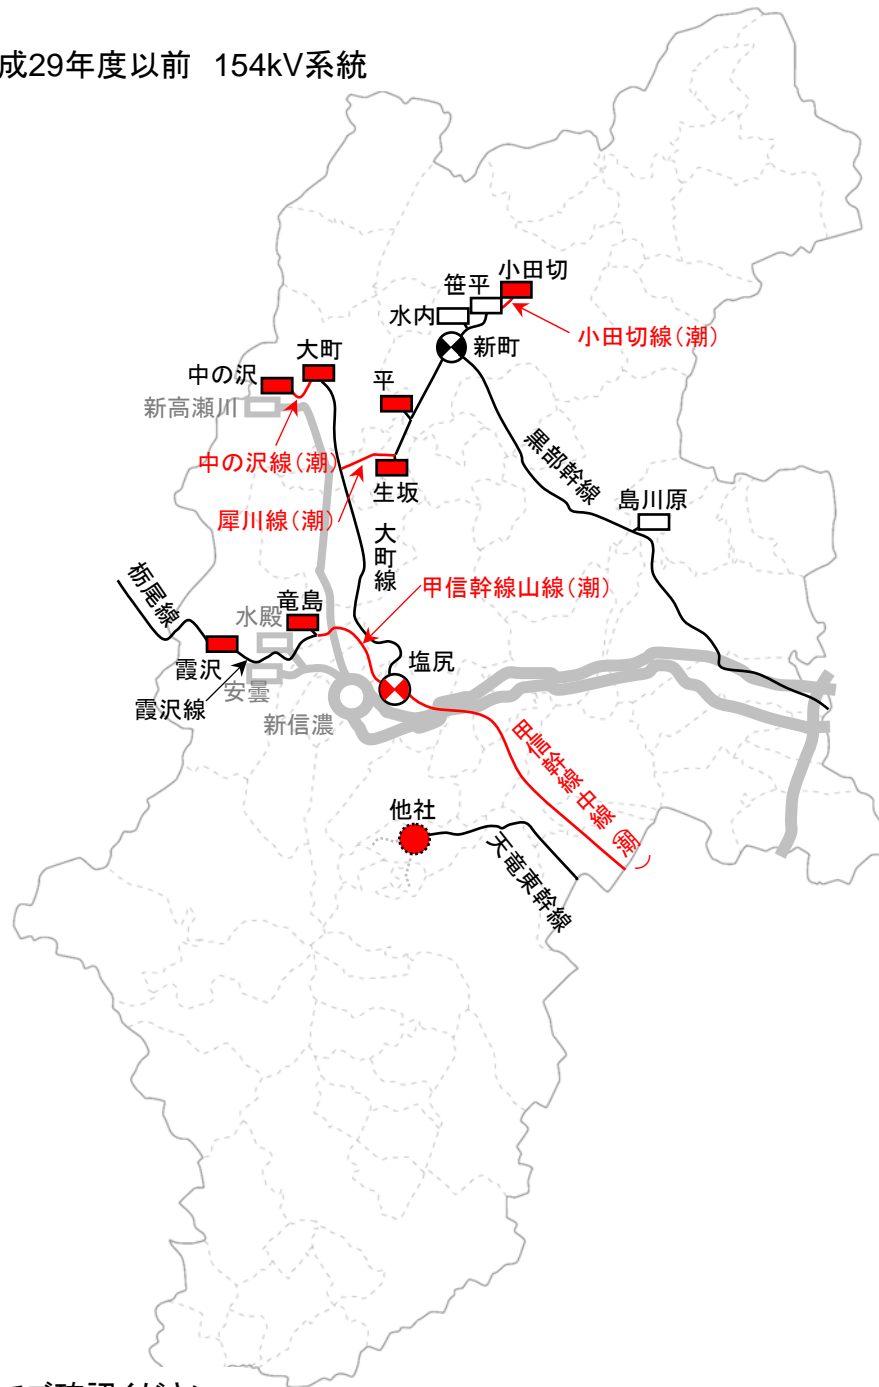 成29年度以前 154kV系統
小田切
笹平
水内
小田切線(潮)
新町
大町
中の沢
平
新高瀬川
中の沢線(潮)
生坂
黒部幹線
島川原
犀川線(潮)
大町線
甲信幹線山線(潮)
栃尾線
竜島
水殿
霞沢
塩尻
安曇
霞沢線
新信濃
甲信幹線中線(潮)
他社
天竜東幹線